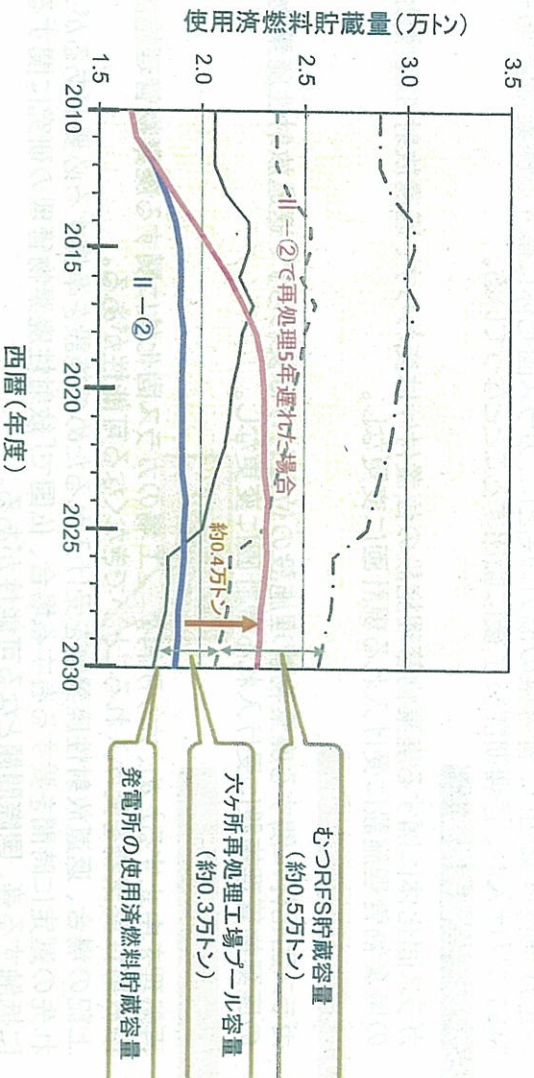 使用済燃料貯蔵量(万トン)
3.5
3.0
2.5
2.0
1.5
2010
2015
2020
2025
2030
西暦(年度)
Ⅱ-②で再処理5年遅れた場合
Ⅱ-②
約0.4万トン
むつRFS貯蔵容量
(約0.5万トン)
六ヶ所再処理工場プール容量
(約0.3万トン)
発電所の使用済燃料貯蔵容量